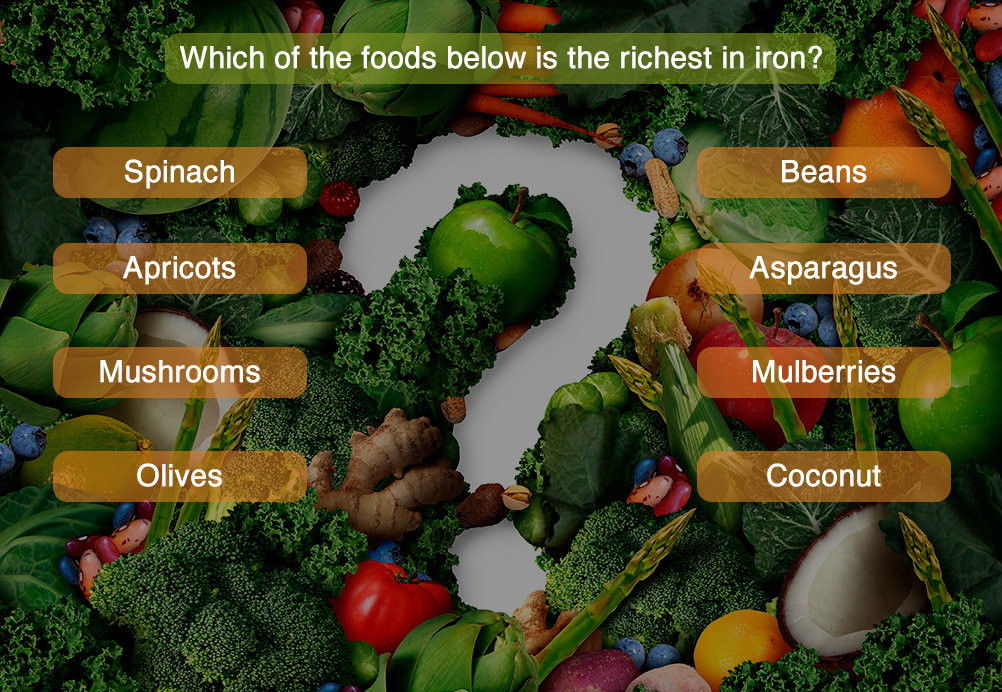 Which of the foods below is the richest in iron?
Spinach
Beans
Apricots
Asparagus
Mushrooms
Mulberries
Olives
Coconut